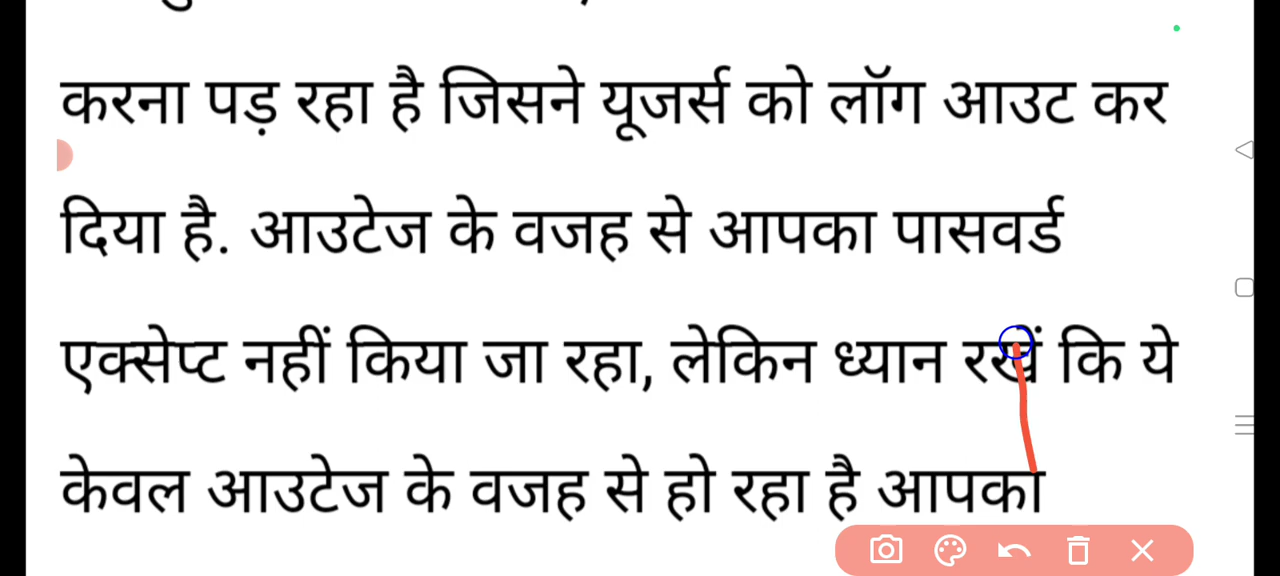 करना पड़ रहा है जिसने यूजर्स को लॉग आउट कर
दिया है. आउटेज के वजह से आपका पासवर्ड
एक्सेप्ट नहीं किया जा रहा, लेकिन ध्यान रखें कि ये
केवल आउटेज के वजह से हो रहा है आपका